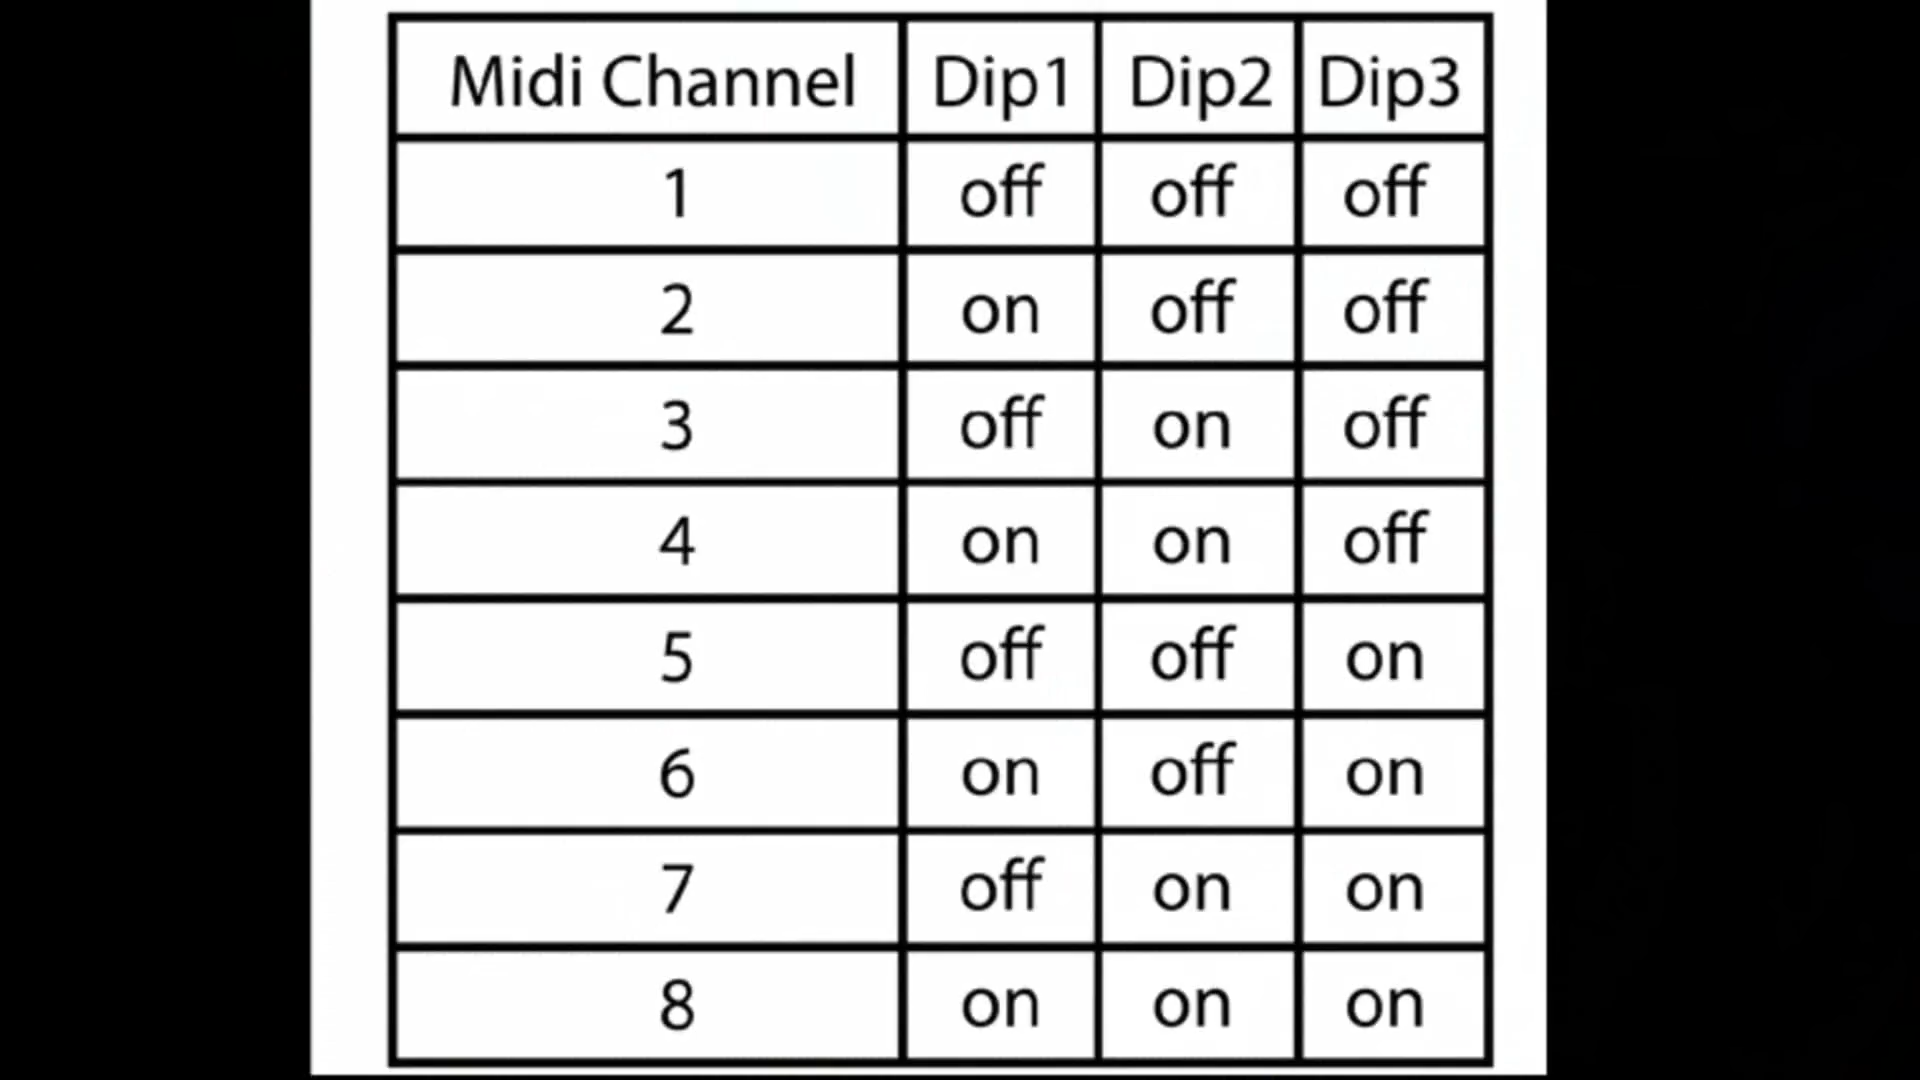 Midi Channel Dip1 Dip2 Dip3
1 off off off
2 on off off
3 off on off
4 on on off
5 off off on
6 on off on
7 off on on
8 on on on